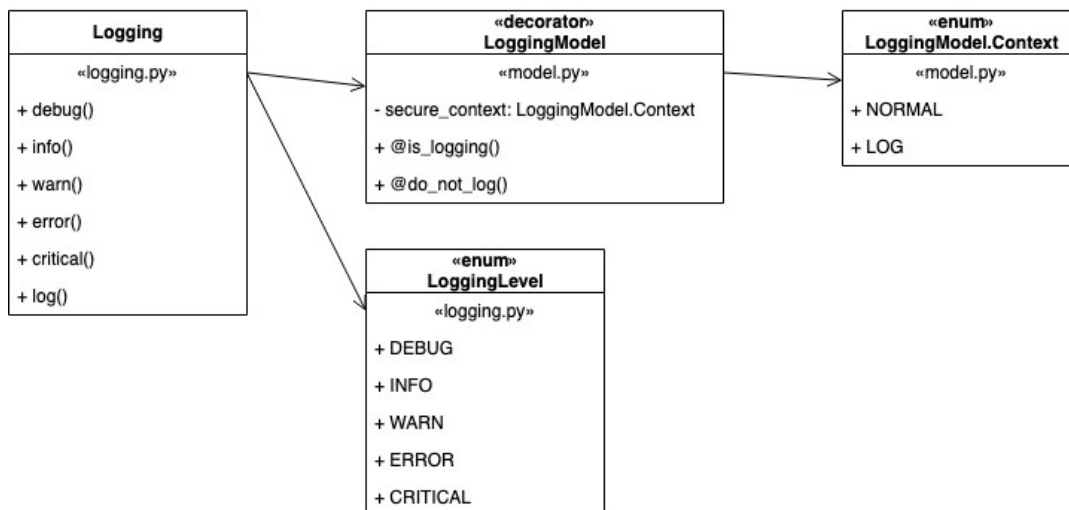 Logging
«logging.py»
+ debug()
+ info()
+ warn()
+ error()
+ critical()
+ log()
«decorator»
LoggingModel
«model.py»
- secure_context: LoggingModel.Context
+ @is_logging()
+ @do_not_log()
«enum»
LoggingModel.Context
«model.py»
+ NORMAL
+ LOG
«enum»
LoggingLevel
«logging.py»
+ DEBUG
+ INFO
+ WARN
+ ERROR
+ CRITICAL